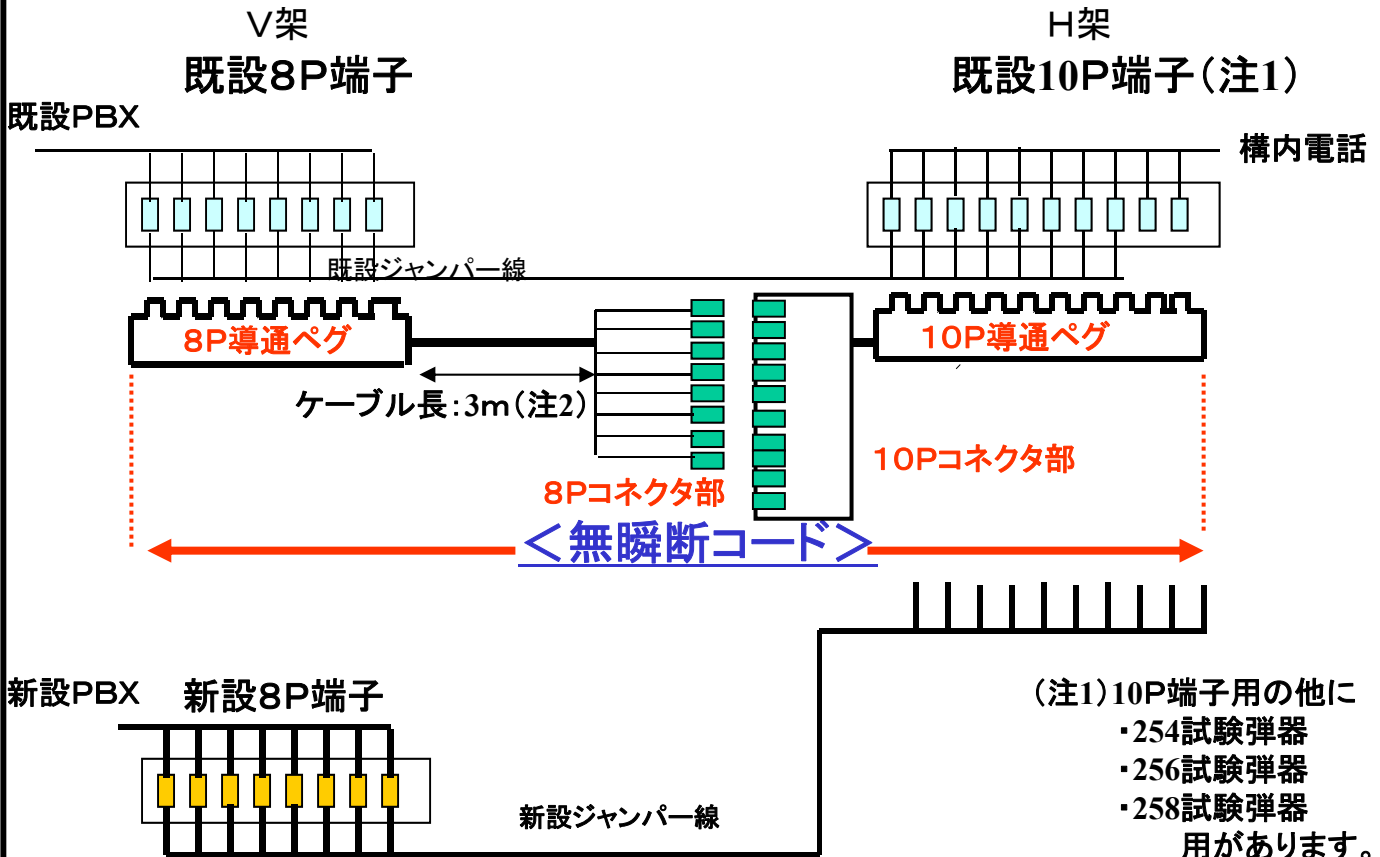 V架
H架
既設8P端子
既設10P端子(注1)
既設PBX
構内電話
既設ジャンパー線
8P導通ペグ
10P導通ペグ
ケーブル長:3m(注2)
8Pコネクタ部
10Pコネクタ部
＜無瞬断コード＞
新設PBX
新設8P端子
新設ジャンパー線
(注1)10P端子用の他に
・254試験弾器
・256試験弾器
・258試験弾器
用があります。